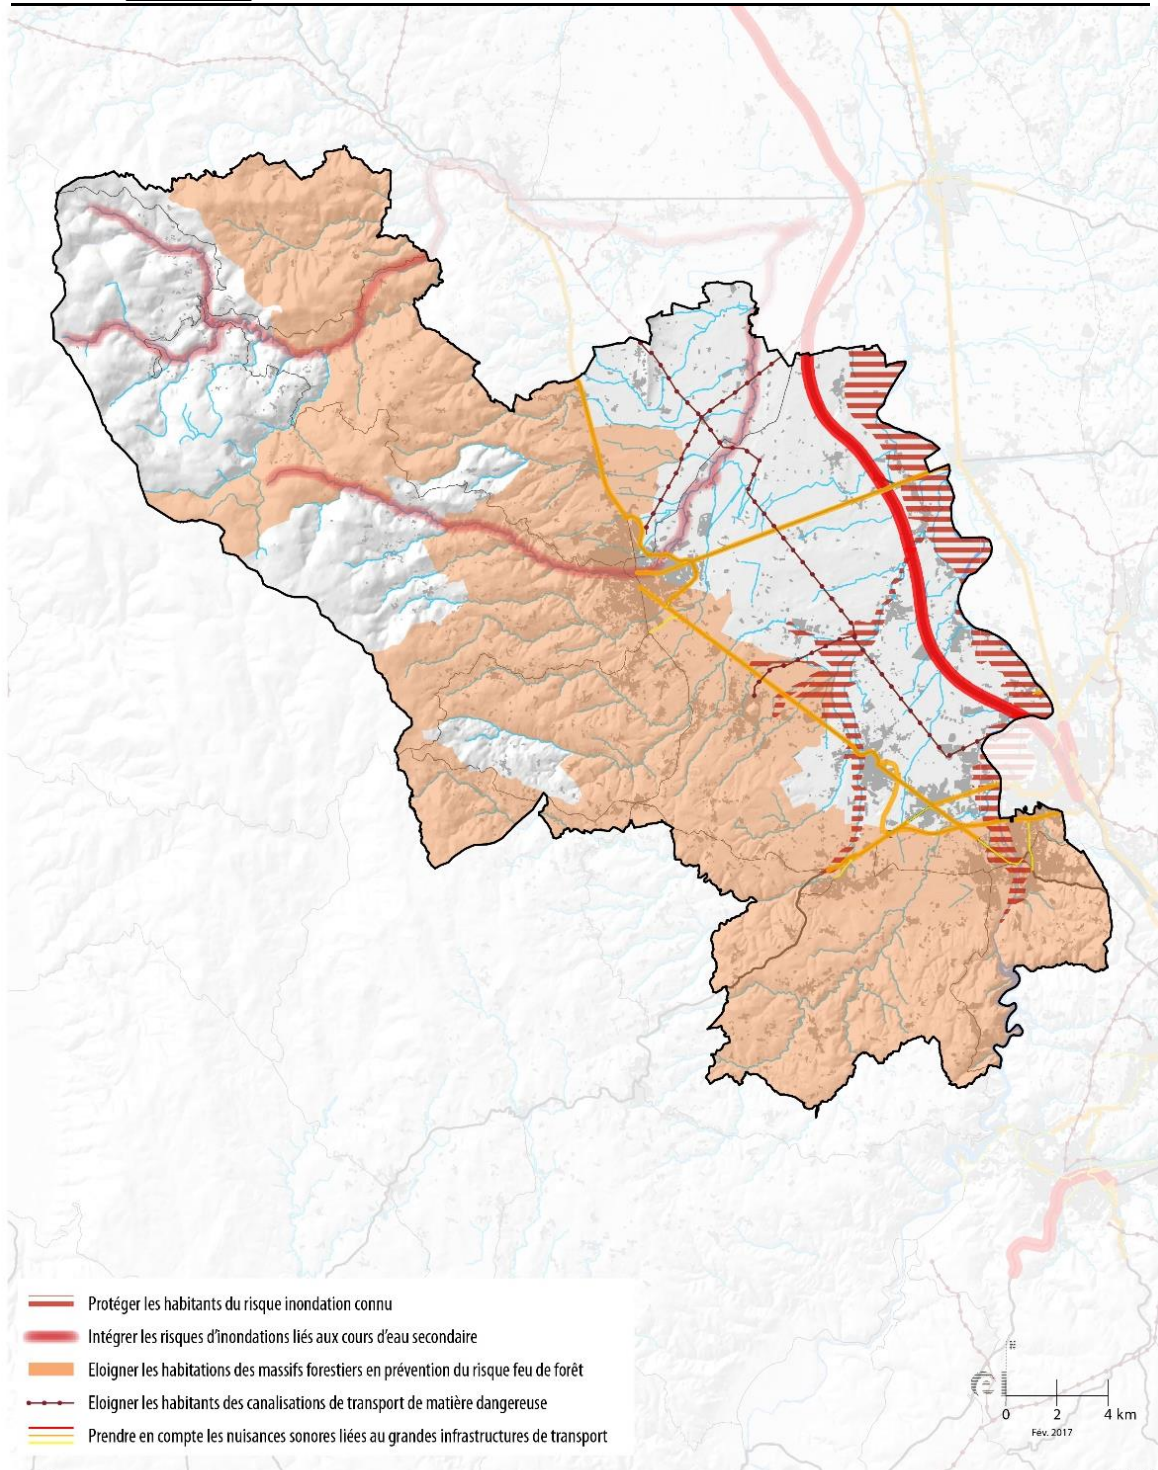 Protéger les habitants du risque inondation connu
Intégrer les risques d'inondations liés aux cours d'eau secondaire
Eloigner les habitations des massifs forestiers en prévention du risque feu de forêt
Eloigner les habitants des canalisations de transport de matière dangereuse
Prendre en compte les nuisances sonores liées au grandes infrastructures de transport
0 2 4 km
Fév. 2017